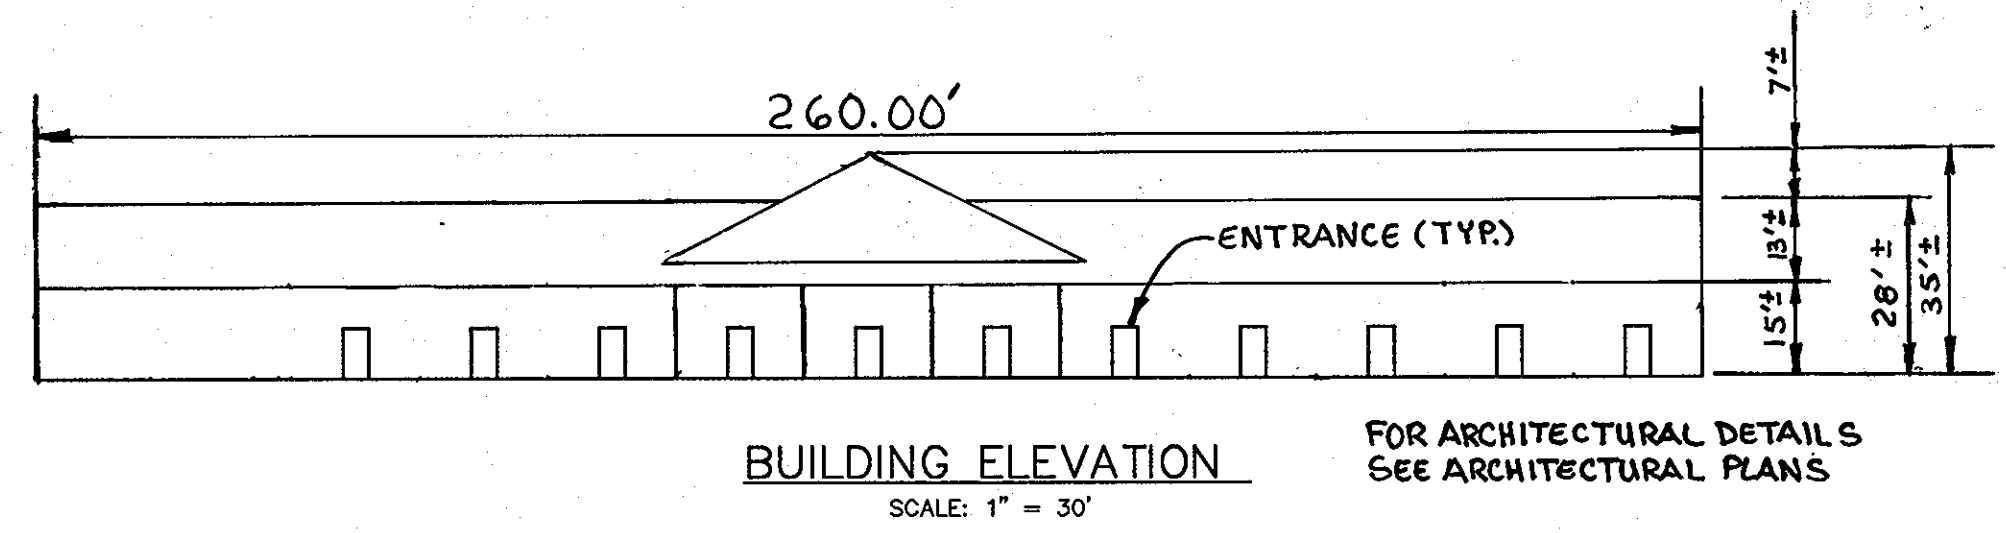 260.00'
7'±
ENTRANCE (TYP.)
13'±
15'±
28'±
35'±
BUILDING ELEVATION
SCALE: 1" = 30'
FOR ARCHITECTURAL DETAILS
SEE ARCHITECTURAL PLANS